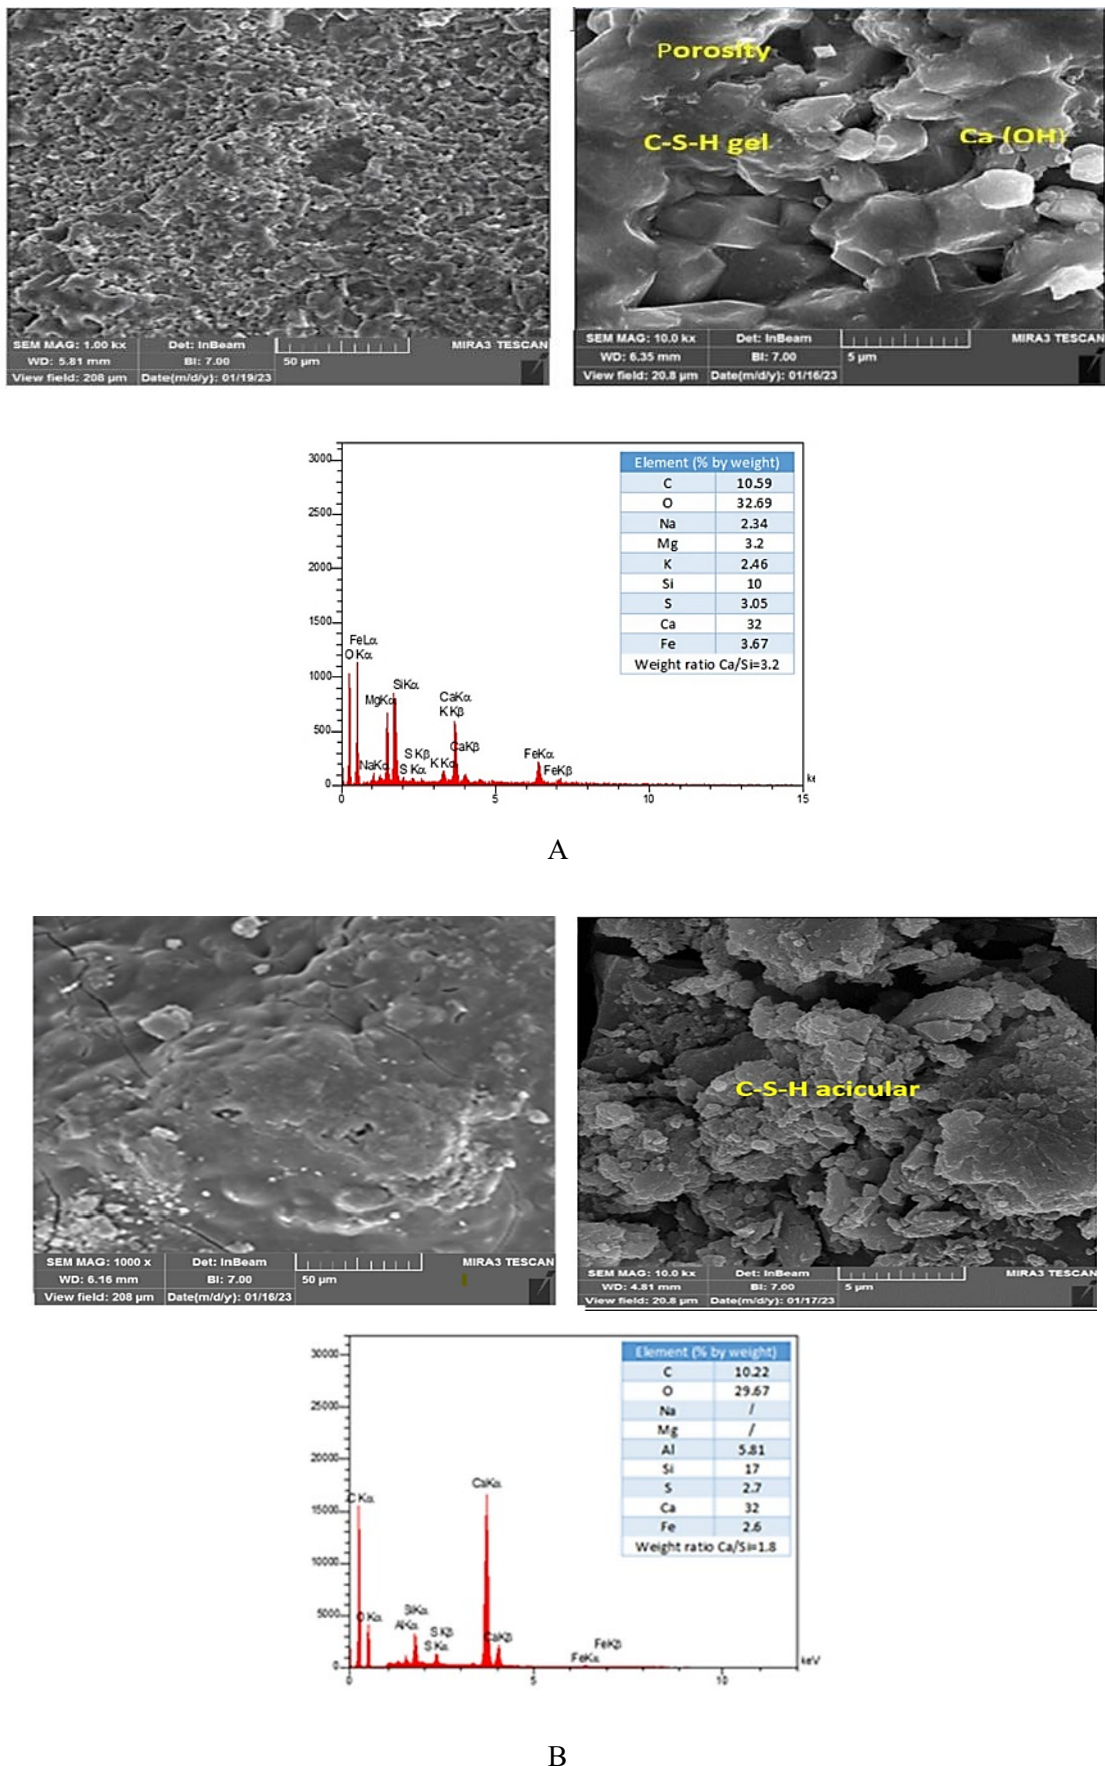 Porosity
C-S-H gel
Ca (OH)
SEM MAG: 1.00 kx Det: InBeam MIRA3 TESCAN
WD: 5.81 mm BI: 7.00 50 µm
View field: 208 µm Date(m/d/y): 01/19/23
SEM MAG: 10.0 kx Det: InBeam MIRA3 TESCAN
WD: 6.35 mm BI: 7.00 5 µm
View field: 20.8 µm Date(m/d/y): 01/16/23
Element (% by weight)
C 10.59
O 32.69
Na 2.34
Mg 3.2
K 2.46
Si 10
S 3.05
Ca 32
Fe 3.67
Weight ratio Ca/Si=3.2
3000
2500
2000
1500
1000
500
0
FeLα
O Kα
MgKα
SiKα
NaKα
S Kβ
S Kα
CaKα
K Kβ
K Kα
CaKβ
FeKα
FeKβ
0 5 10 15
A
SEM MAG: 1000 x Det: InBeam MIRA3 TESCAN
WD: 6.16 mm BI: 7.00 50 µm
View field: 208 µm Date(m/d/y): 01/16/23
C-S-H acicular
SEM MAG: 10.0 kx Det: InBeam MIRA3 TESCAN
WD: 4.81 mm BI: 7.00 5 µm
View field: 20.8 µm Date(m/d/y): 01/17/23
Element (% by weight)
C 10.22
O 29.67
Na /
Mg /
Al 5.81
Si 17
S 2.7
Ca 32
Fe 2.6
Weight ratio Ca/Si=1.8
30000
25000
20000
15000
10000
5000
0
C Kα
O Kα
SiKα
AlKα
S Kβ
S Kα
CaKα
CaKβ
FeKβ
FeKα
5 10 keV
B